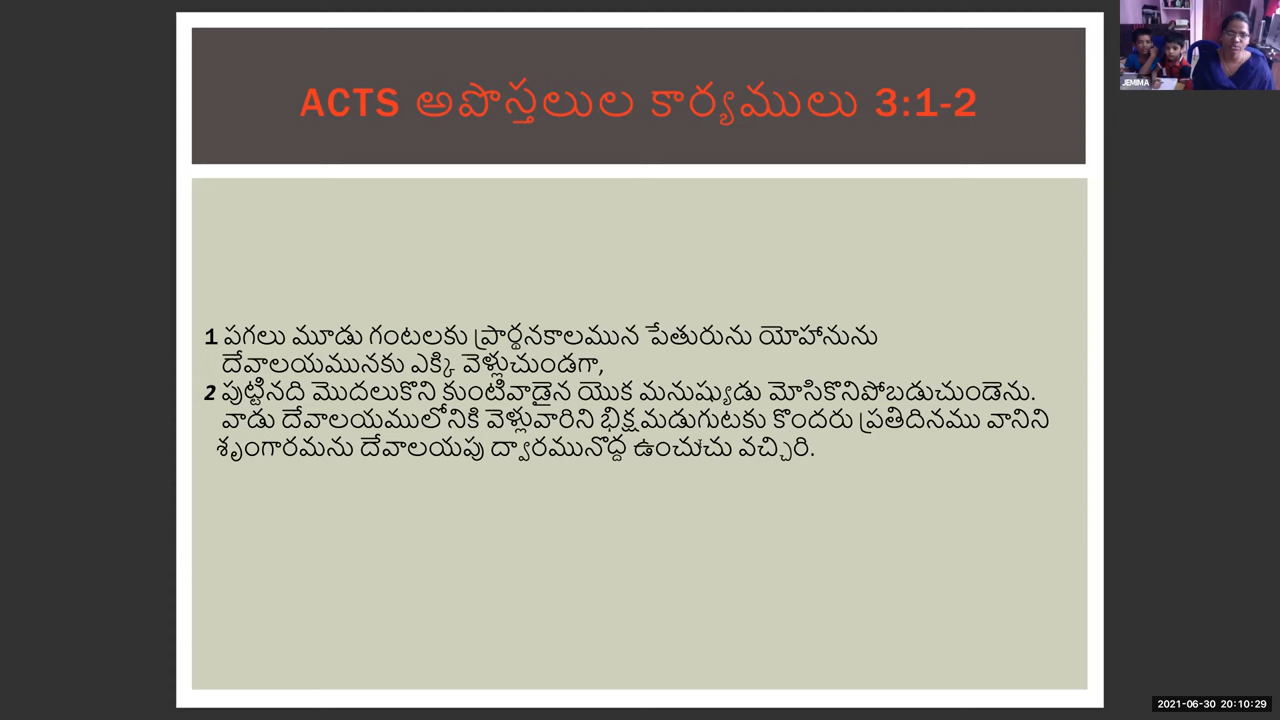 ACTS అపొస్తలుల కార్యములు 3:1-2
JEMIMA
1 పగలు మూడు గంటలకు ప్రార్థనకాలమున పేతురును యోహానును
దేవాలయమునకు ఎక్కి వెళ్లుచుండగా,
2 పుట్టినది మొదలుకొని కుంటివాడైన యొక మనుష్యుడు మోసికొనిపోబడుచుండెను.
వాడు దేవాలయములోనికి వెళ్లువారిని భిక్షమడుగుటకు కొందరు ప్రతిదినము వానిని
శృంగారమను దేవాలయపు ద్వారమునొద్ద ఉంచుచు వచ్చిరి.
2021-06-30 20:10:29